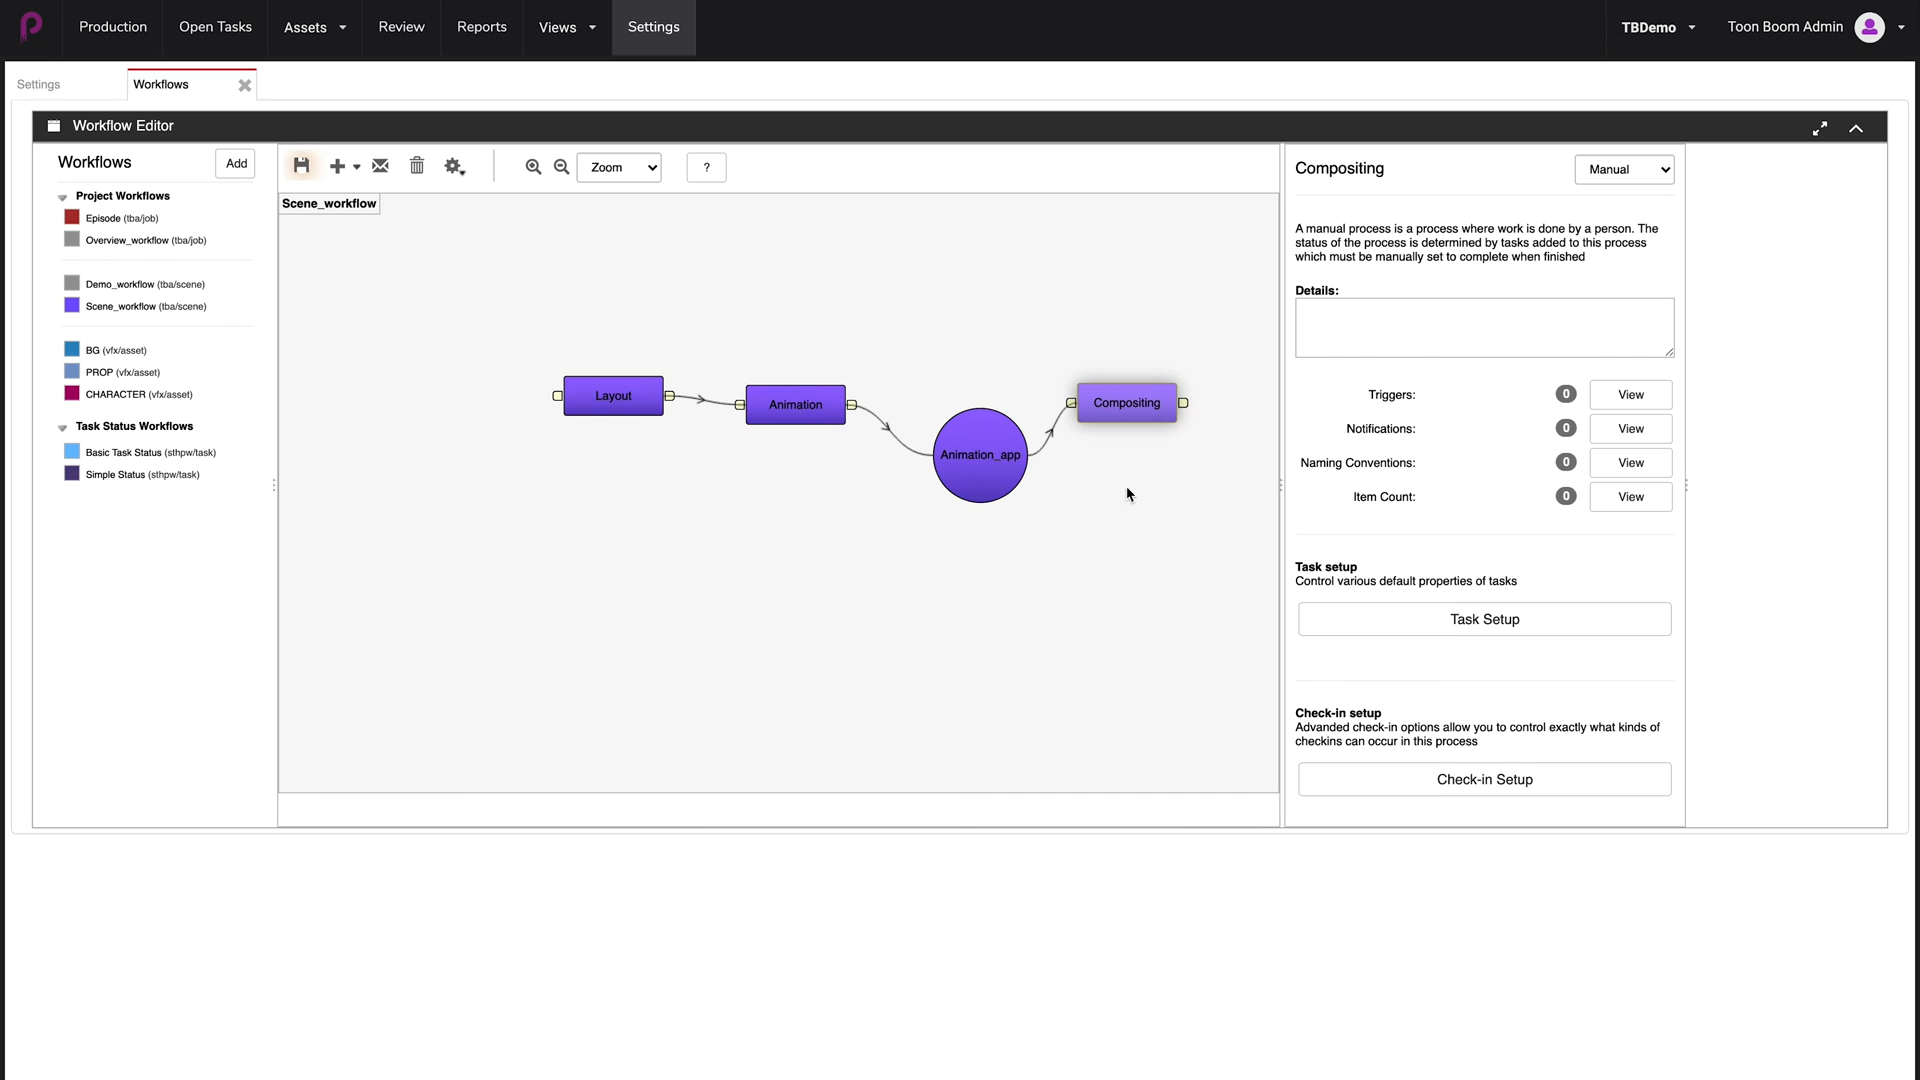 Production
Open Tasks
Assets
Review
Reports
Views
Settings
TBDemo
Toon Boom Admin
Settings
Workflows
Workflow Editor
Workflows
Add
Project Workflows
Episode (tba/job)
Overview_workflow (tba/job)
Demo_workflow (tba/scene)
Scene_workflow (tba/scene)
BG (vfx/asset)
PROP (vfx/asset)
CHARACTER (vfx/asset)
Task Status Workflows
Basic Task Status (sthpw/task)
Simple Status (sthpw/task)
Zoom
?
Scene_workflow
Layout
Animation
Animation_app
Compositing
Compositing
Manual
A manual process is a process where work is done by a person. The
status of the process is determined by tasks added to this process
which must be manually set to complete when finished
Details:
Triggers: 0 View
Notifications: 0 View
Naming Conventions: 0 View
Item Count: 0 View
Task setup
Control various default properties of tasks
Task Setup
Check-in setup
Advanded check-in options allow you to control exactly what kinds of
checkins can occur in this process
Check-in Setup